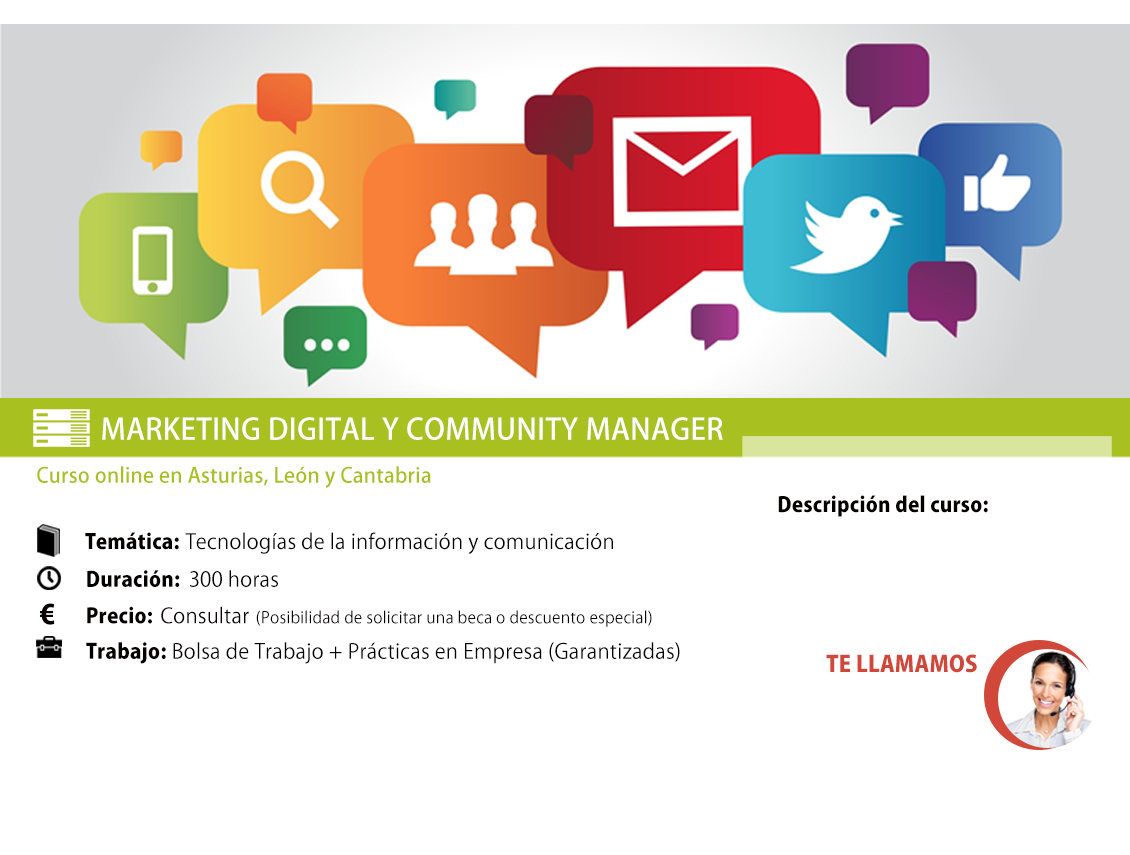 MARKETING DIGITAL Y COMMUNITY MANAGER
Curso online en Asturias, León y Cantabria
Descripción del curso:
Temática: Tecnologías de la información y comunicación
Duración: 300 horas
€ Precio: Consultar (Posibilidad de solicitar una beca o descuento especial)
Trabajo: Bolsa de Trabajo + Prácticas en Empresa (Garantizadas)
TE LLAMAMOS